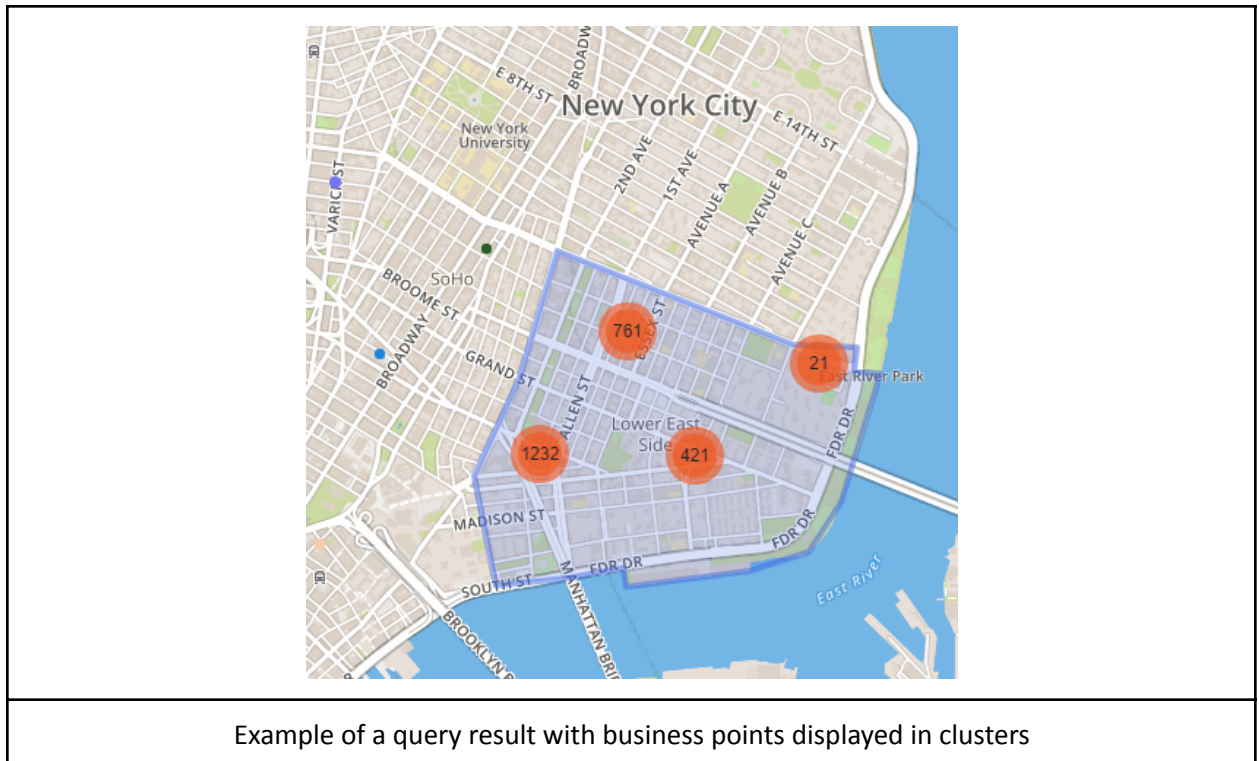 BROADW
E 8TH ST
New York City
New York
University
E 14TH ST
2ND AVE
1ST AVE
AVENUE A
AVENUE B
AVENUE C
VARICK ST
SoHo
BROOME ST
BROADWAY
GRAND ST
761
ESSEX ST
21
East River Park
ALLEN ST
Lower East
Side
1232
421
FDR DR
MADISON ST
FDR DR
FDR DR
SOUTH ST
MANHATTAN BRI
East River
BROOKLYN
Example of a query result with business points displayed in clusters